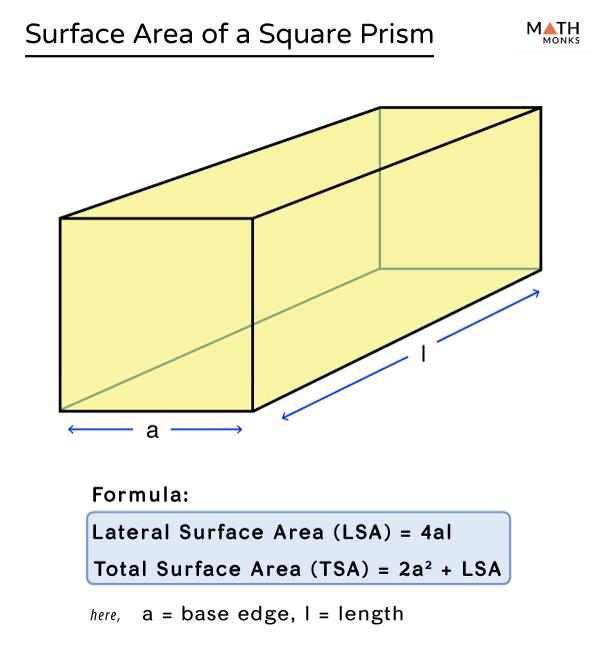 Surface Area of a Square Prism
MATH
MONKS
l
a
Formula:
Lateral Surface Area (LSA) = 4al
Total Surface Area (TSA) = 2a² + LSA
here, a = base edge, l = length